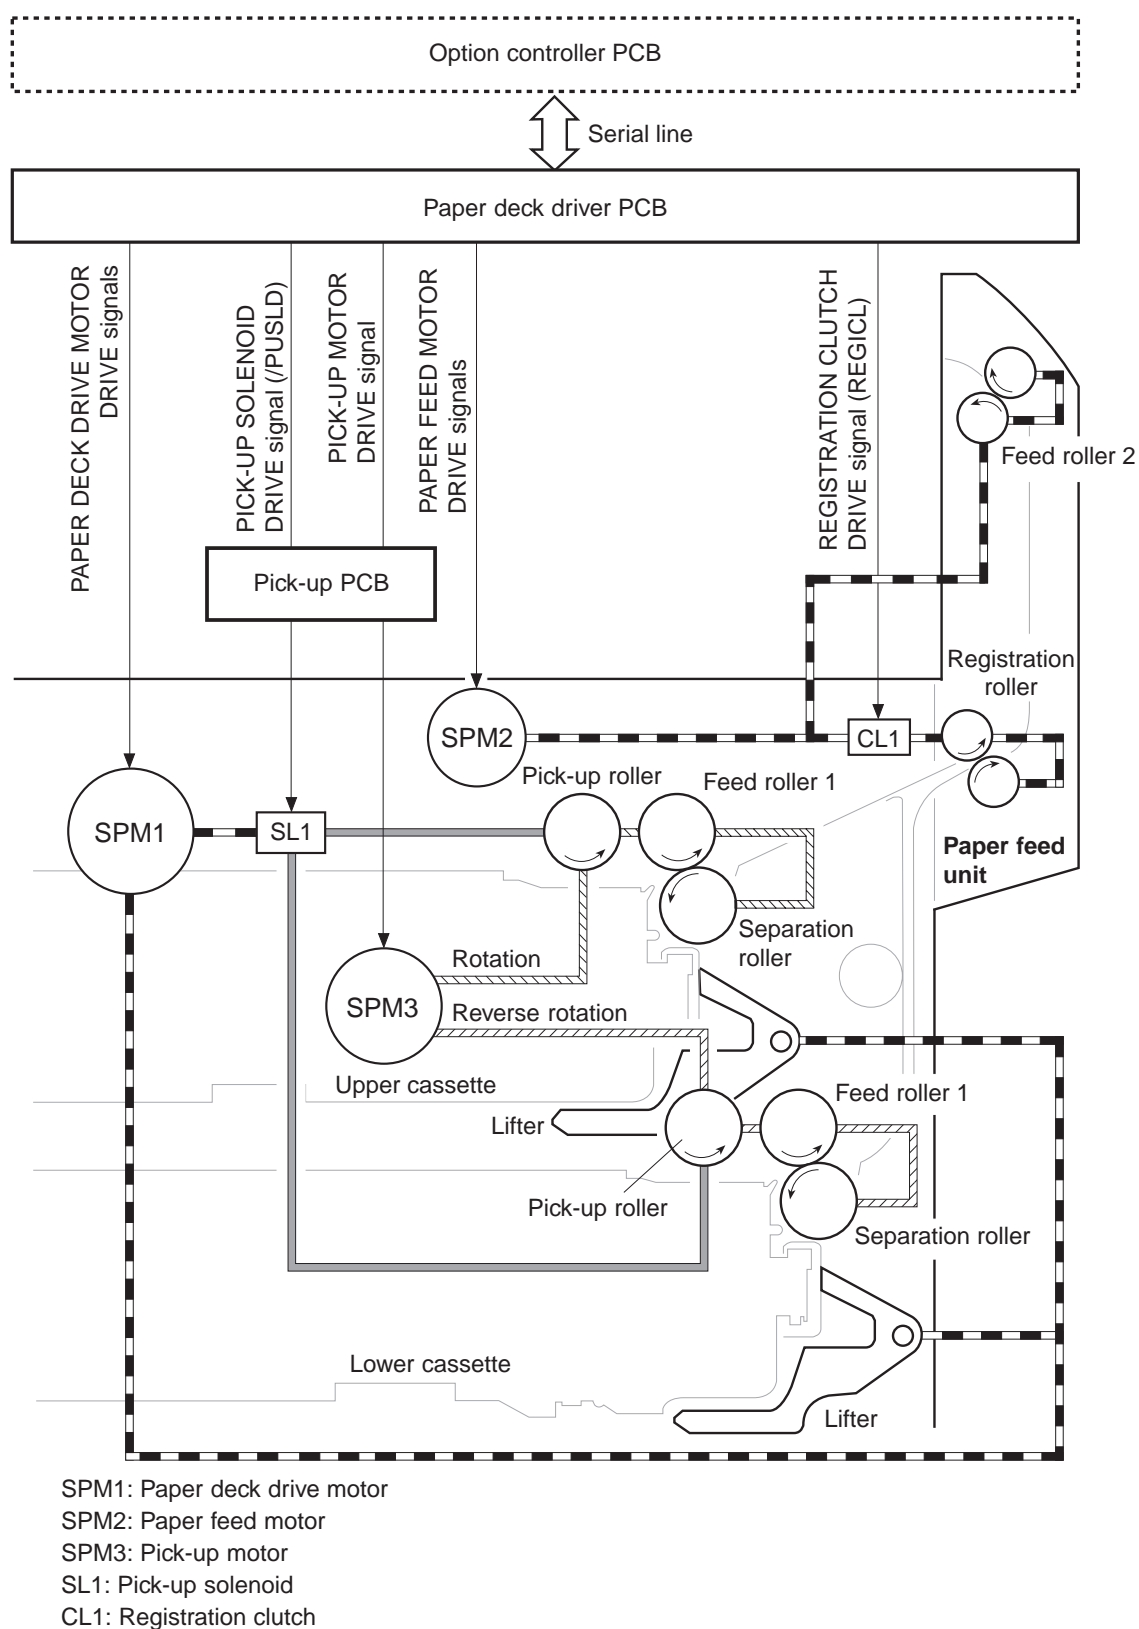 Option controller PCB
Serial line
Paper deck driver PCB
PAPER DECK DRIVE MOTOR
DRIVE signals
PICK-UP SOLENOID
DRIVE signal (/PUSLD)
PICK-UP MOTOR
DRIVE signal
PAPER FEED MOTOR
DRIVE signals
REGISTRATION CLUTCH
DRIVE signal (REGICL)
Feed roller 2
Pick-up PCB
Registration
roller
SPM2
CL1
Pick-up roller
Feed roller 1
SPM1
SL1
Paper feed
unit
Separation
roller
Rotation
SPM3
Reverse rotation
Upper cassette
Feed roller 1
Lifter
Pick-up roller
Separation roller
Lower cassette
Lifter
SPM1: Paper deck drive motor
SPM2: Paper feed motor
SPM3: Pick-up motor
SL1: Pick-up solenoid
CL1: Registration clutch